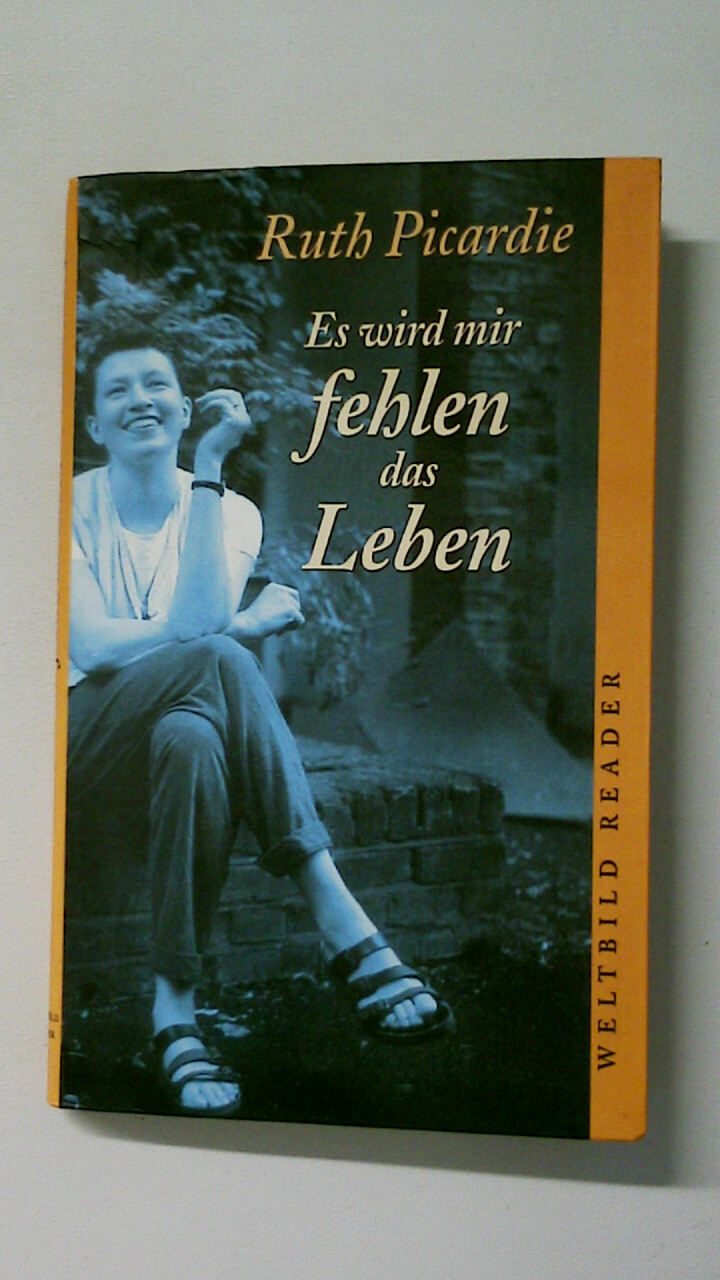 Ruth Picardie
Es wird mir
fehlen
das
Leben
WELTBILD READER